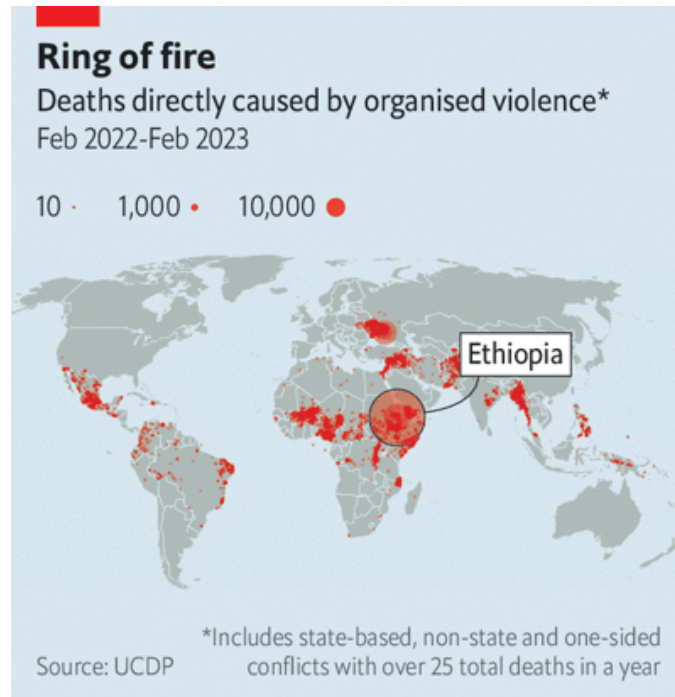 Ring of fire
Deaths directly caused by organised violence*
Feb 2022-Feb 2023
10 1,000 10,000
Ethiopia
*Includes state-based, non-state and one-sided
Source: UCDP conflicts with over 25 total deaths in a year